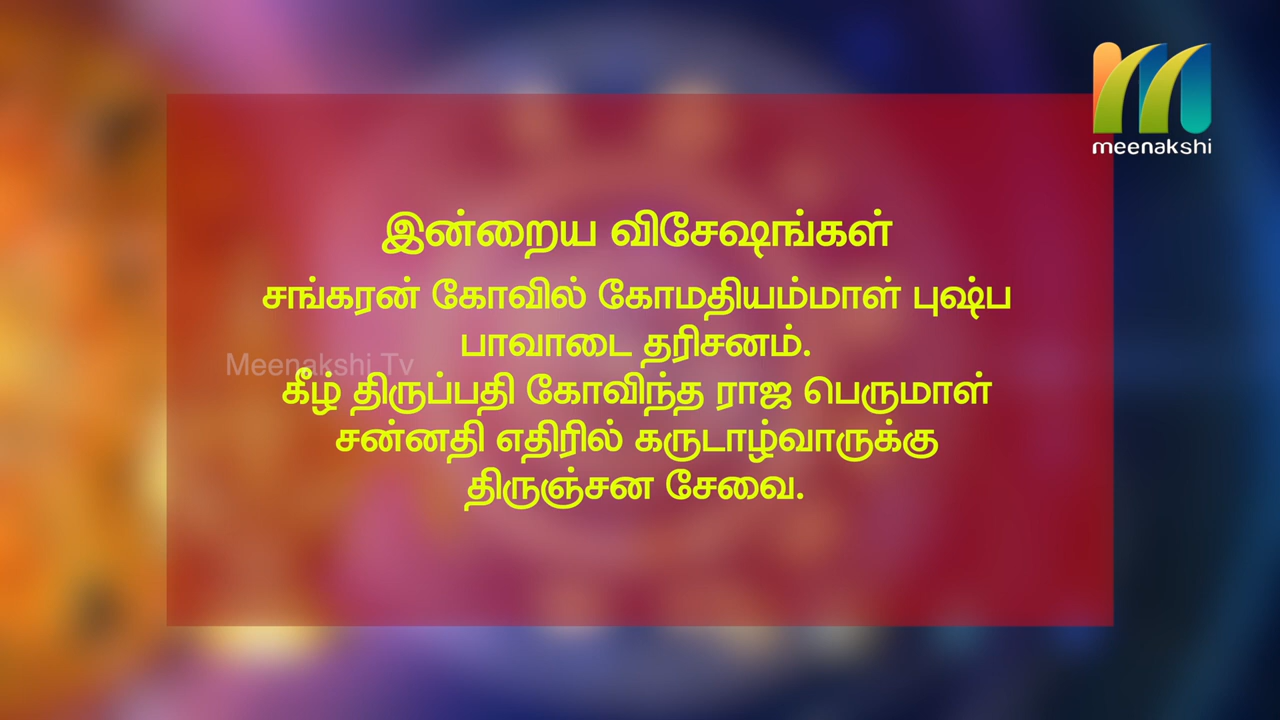 meenakshi
இன்றைய விசேஷங்கள்
சங்கரன் கோவில் கோமதியம்மாள் புஷ்ப
பாவாடை தரிசனம்.
Meenakshi Tv
கீழ் திருப்பதி கோவிந்த ராஜ பெருமாள்
சன்னதி எதிரில் கருடாழ்வாருக்கு
திருஞ்சன சேவை.